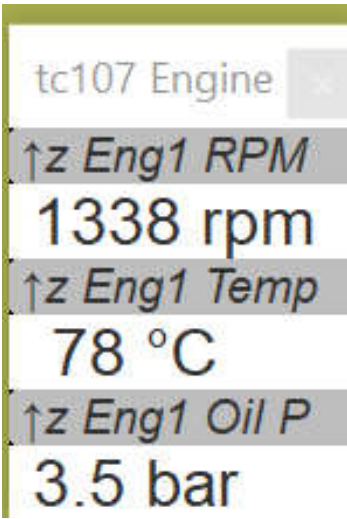 tc107 Engine
↑z Eng1 RPM
1338 rpm
↑z Eng1 Temp
78 °C
↑z Eng1 Oil P
3.5 bar